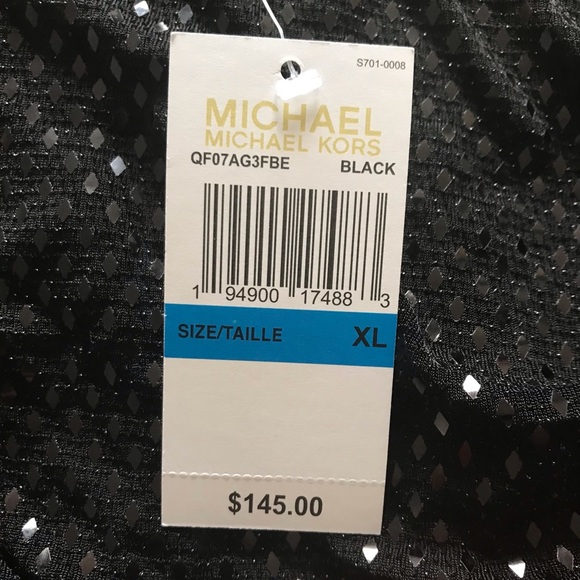 S701-0008
MICHAEL
MICHAEL KORS
QF07AG3FBE BLACK
1 94900 17488 3
SIZE/TAILLE XL
$145.00